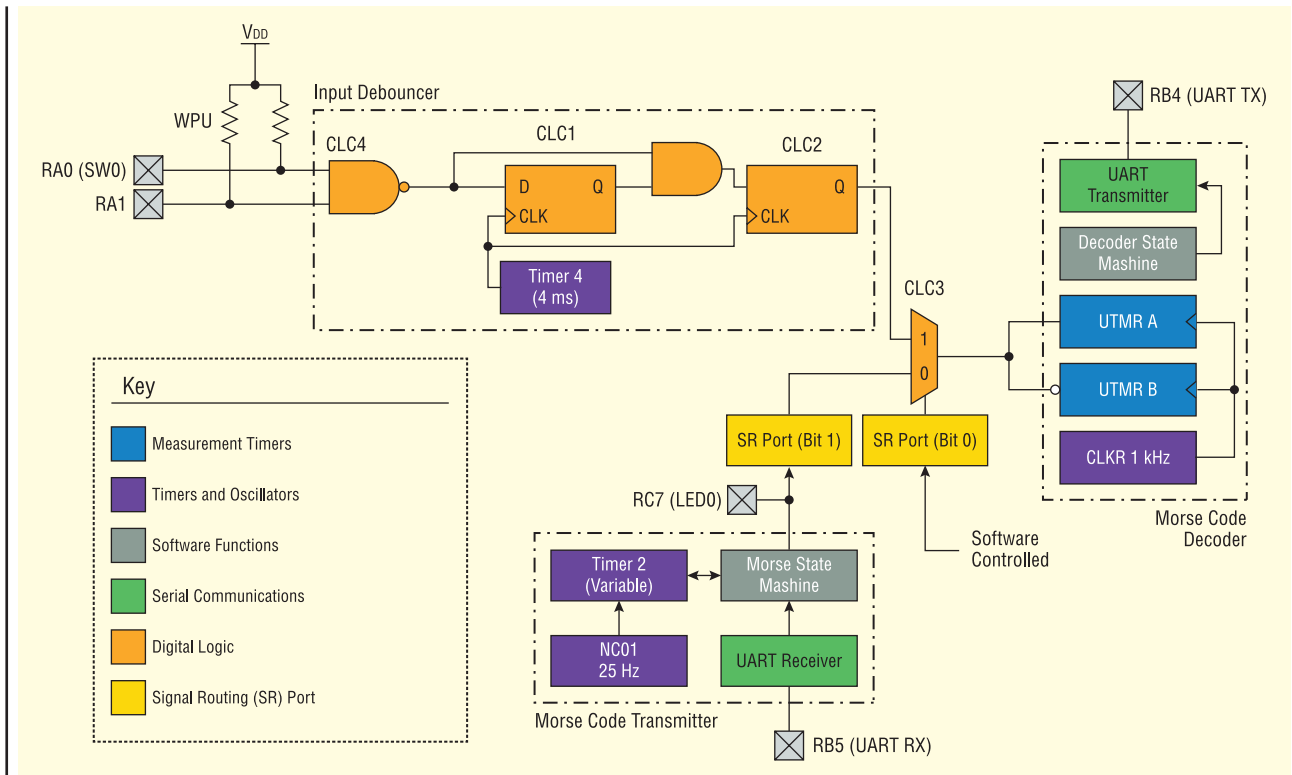 VDD
Input Debouncer
WPU
CLC4
CLC1
CLC2
RA0 (SW0)
RA1
D
Q
CLK
Q
CLK
Timer 4
(4 ms)
RB4 (UART TX)
UART
Transmitter
Decoder State
Mashine
CLC3
1
0
UTMR A
UTMR B
CLKR 1 kHz
Morse Code
Decoder
SR Port (Bit 1)
SR Port (Bit 0)
RC7 (LED0)
Software
Controlled
Timer 2
(Variable)
Morse State
Mashine
NC01
25 Hz
UART Receiver
Morse Code Transmitter
RB5 (UART RX)
Key
Measurement Timers
Timers and Oscillators
Software Functions
Serial Communications
Digital Logic
Signal Routing (SR) Port